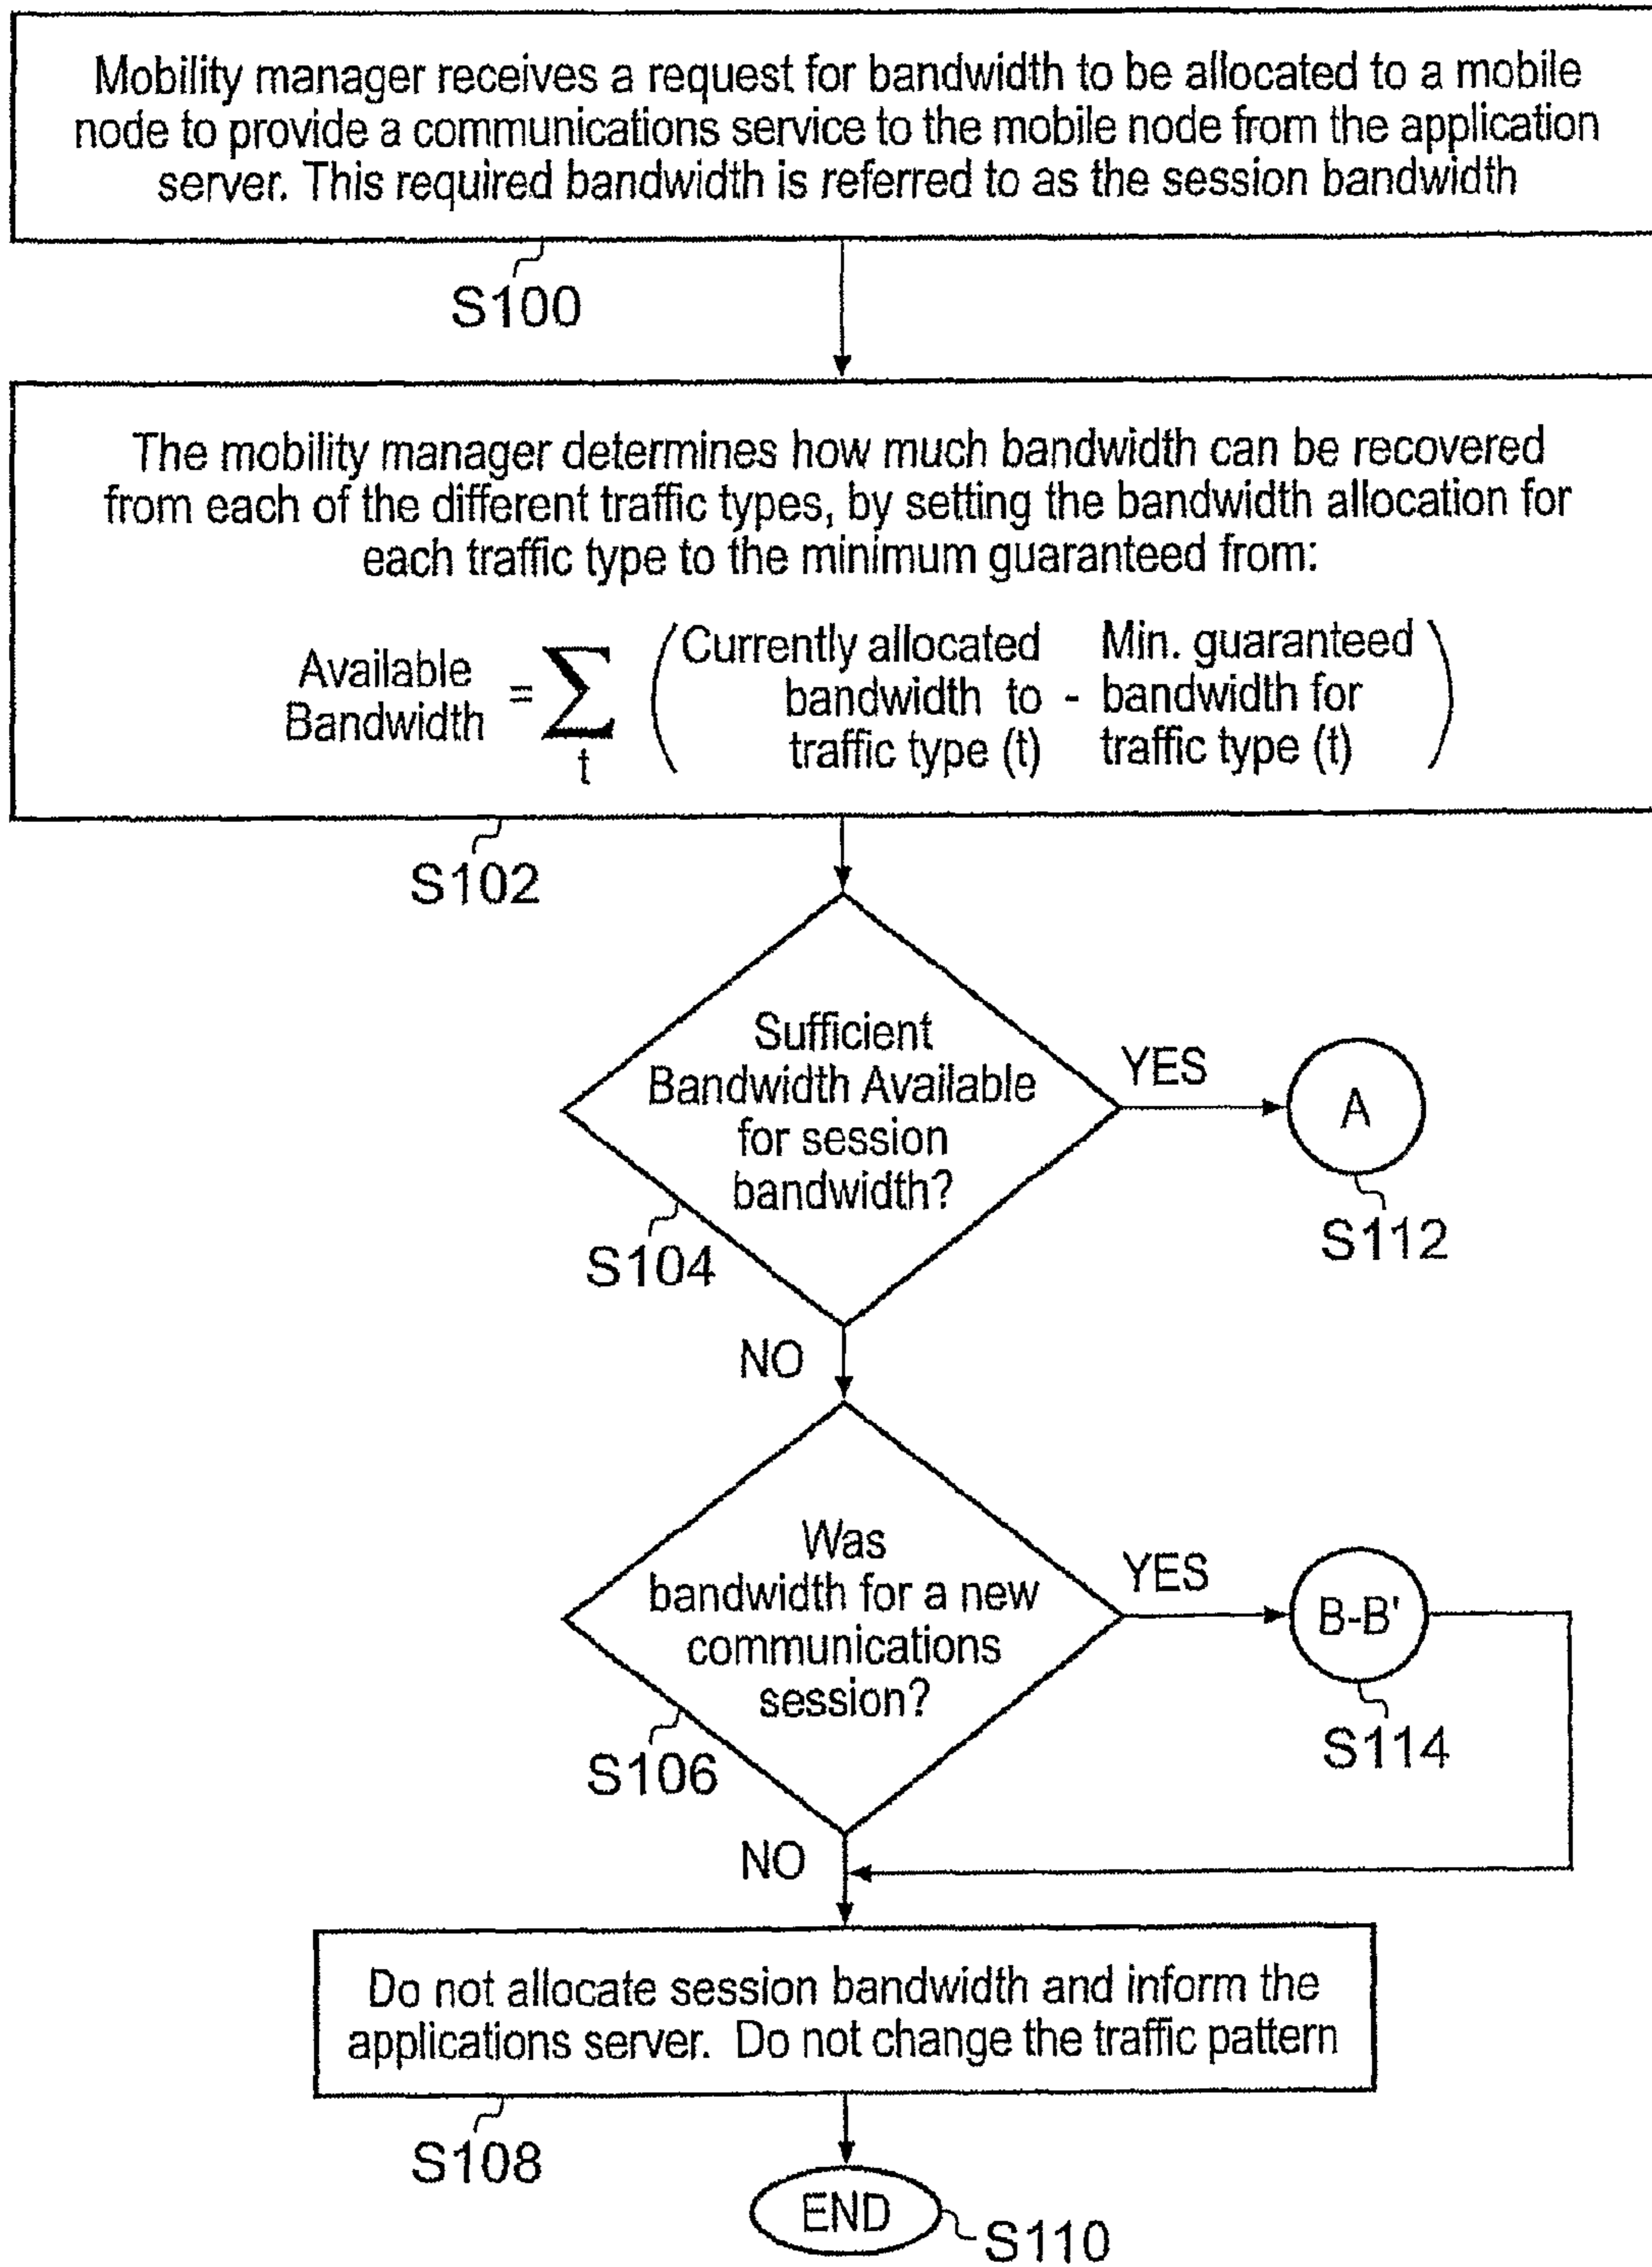 Mobility manager receives a request for bandwidth to be allocated to a mobile
node to provide a communications service to the mobile node from the application
server. This required bandwidth is referred to as the session bandwidth
S100
The mobility manager determines how much bandwidth can be recovered
from each of the different traffic types, by setting the bandwidth allocation for
each traffic type to the minimum guaranteed from:
Available
Bandwidth
= Σ
t
(
Currently allocated
bandwidth to
traffic type (t)
-
Min. guaranteed
bandwidth for
traffic type (t)
)
S102
Sufficient
Bandwidth Available
for session
bandwidth?
YES
A
S112
S104
NO
Was
bandwidth for a new
communications
session?
YES
B-B'
S114
S106
NO
Do not allocate session bandwidth and inform the
applications server. Do not change the traffic pattern
S108
END
S110